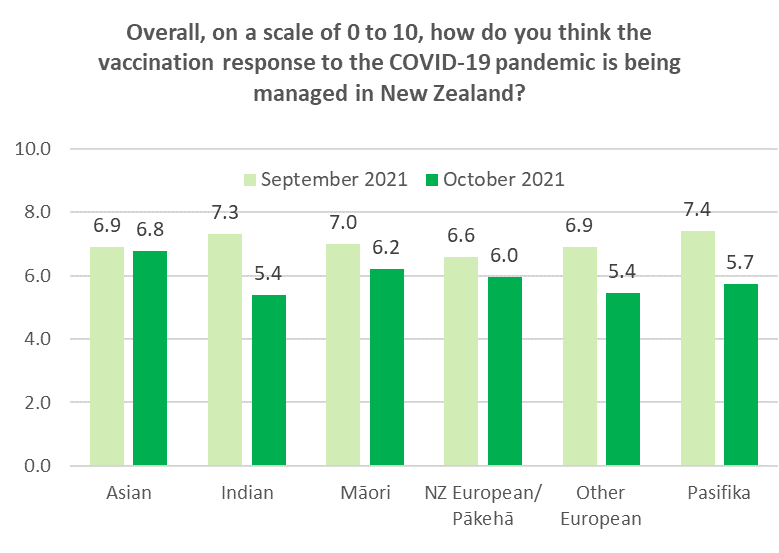 Overall, on a scale of 0 to 10, how do you think the
vaccination response to the COVID-19 pandemic is being
managed in New Zealand?
10.0
September 2021 October 2021
8.0
6.9 6.8 7.3 5.4 7.0 6.2 6.6 6.0 6.9 5.4 7.4 5.7
6.0
4.0
2.0
0.0
Asian Indian Māori NZ European/ Other Pasifika
Pākehā European